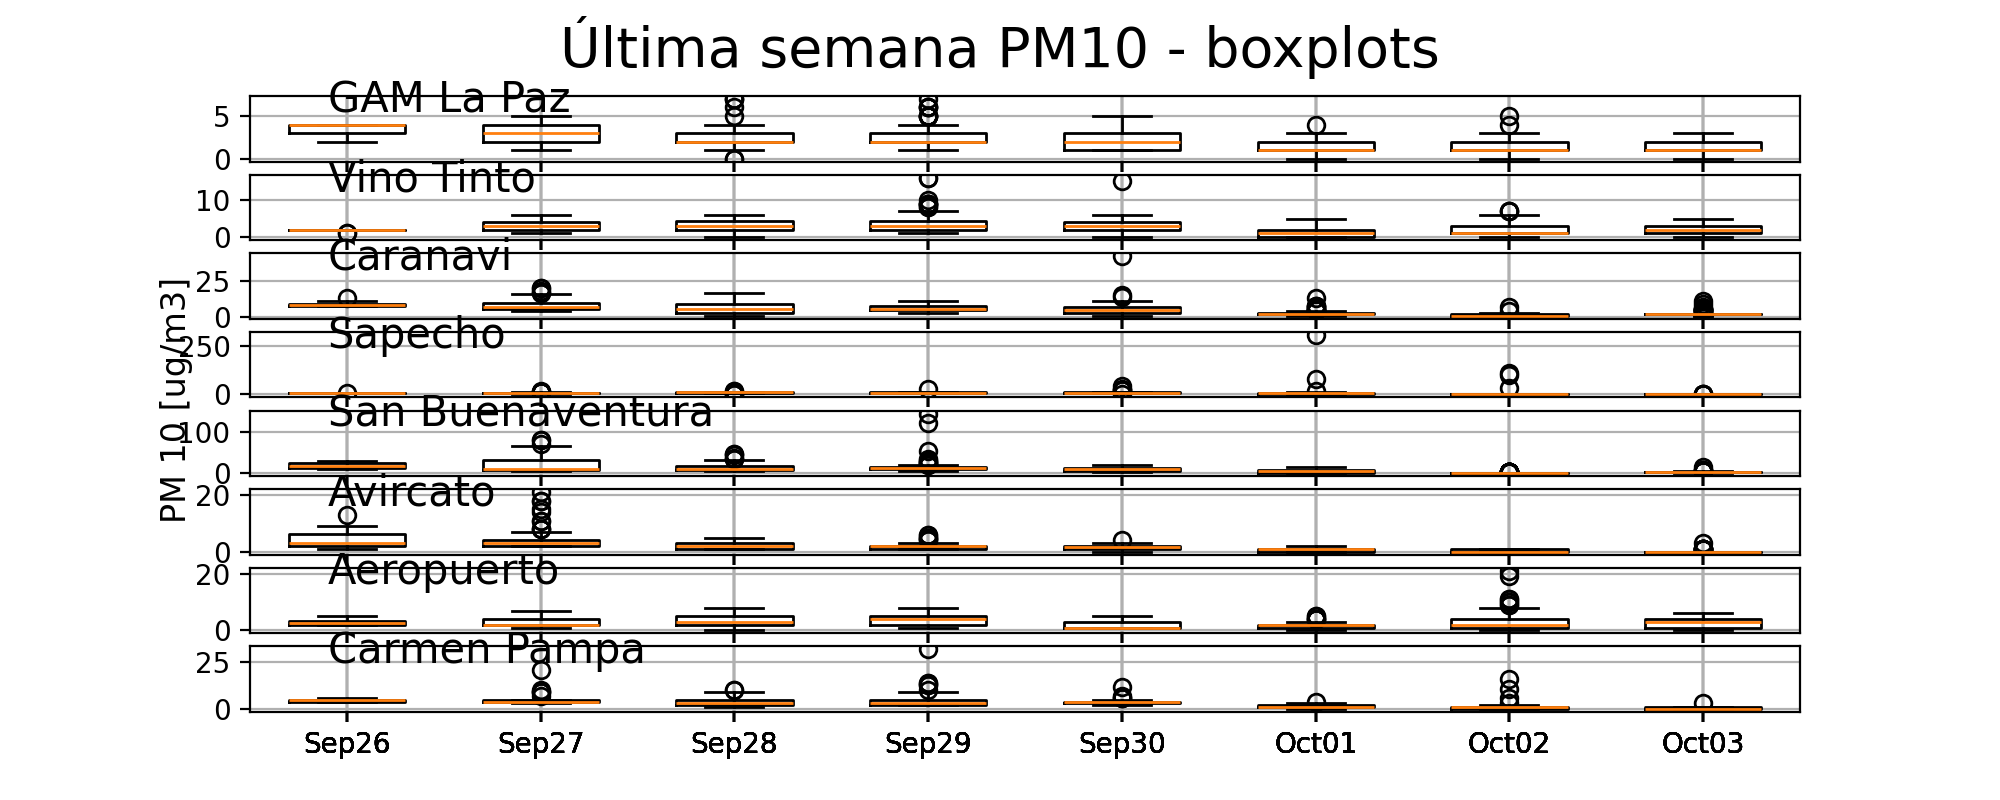 Última semana PM10 - boxplots
GAM La Paz
5
0
Vino Tinto
10
0
Caranavi
25
0
Sapecho
250
0
San Buenaventura
100
0
Avircato
20
0
Aeropuerto
20
0
Carmen Pampa
25
0
PM 10 [ug/m3]
Sep26 Sep27 Sep28 Sep29 Sep30 Oct01 Oct02 Oct03